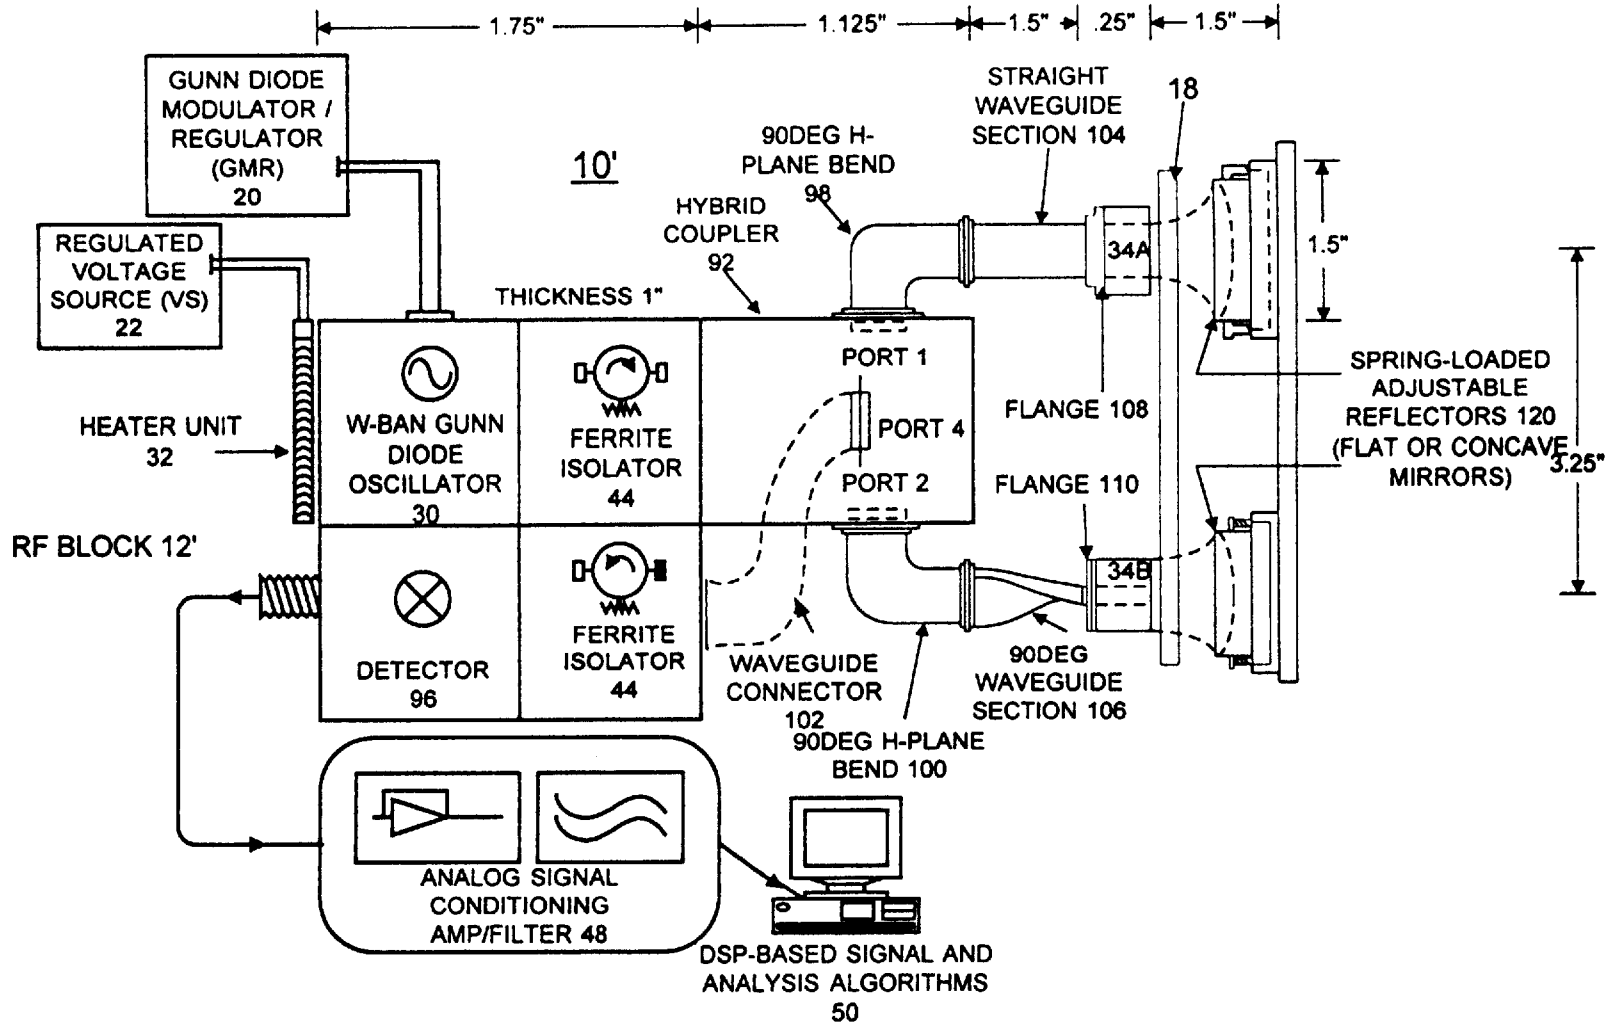 1.75"
1.125"
1.5"
.25"
1.5"
GUNN DIODE
MODULATOR /
REGULATOR
(GMR)
20
REGULATED
VOLTAGE
SOURCE (VS)
22
10'
THICKNESS 1"
HYBRID
COUPLER
92
90DEG H-
PLANE BEND
98
STRAIGHT
WAVEGUIDE
SECTION 104
18
34A
1.5"
HEATER UNIT
32
W-BAN GUNN
DIODE
OSCILLATOR
30
FERRITE
ISOLATOR
44
PORT 1
PORT 4
PORT 2
FLANGE 108
FLANGE 110
SPRING-LOADED
ADJUSTABLE
REFLECTORS 120
(FLAT OR CONCAVE
MIRRORS)
3.25"
RF BLOCK 12'
DETECTOR
96
FERRITE
ISOLATOR
44
WAVEGUIDE
CONNECTOR
102
34B
90DEG
WAVEGUIDE
SECTION 106
90DEG H-PLANE
BEND 100
ANALOG SIGNAL
CONDITIONING
AMP/FILTER 48
DSP-BASED SIGNAL AND
ANALYSIS ALGORITHMS
50